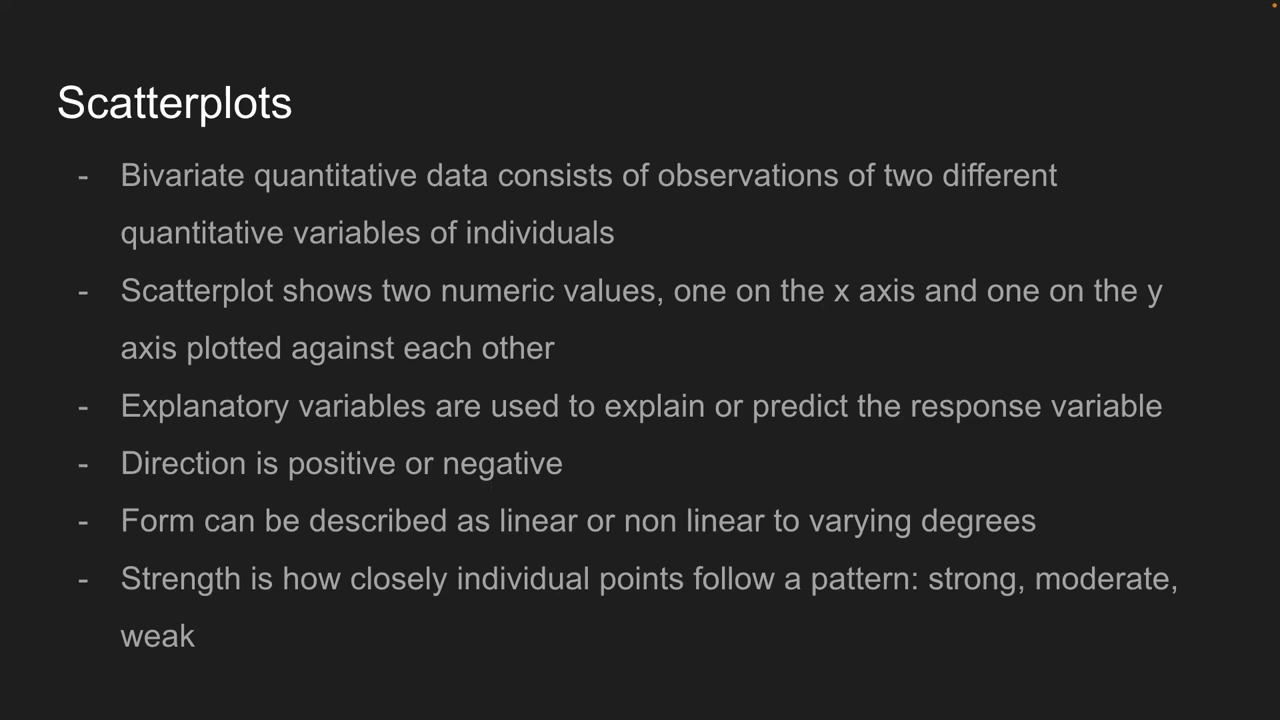 Scatterplots
- Bivariate quantitative data consists of observations of two different
quantitative variables of individuals
- Scatterplot shows two numeric values, one on the x axis and one on the y
axis plotted against each other
- Explanatory variables are used to explain or predict the response variable
- Direction is positive or negative
- Form can be described as linear or non linear to varying degrees
- Strength is how closely individual points follow a pattern: strong, moderate,
weak